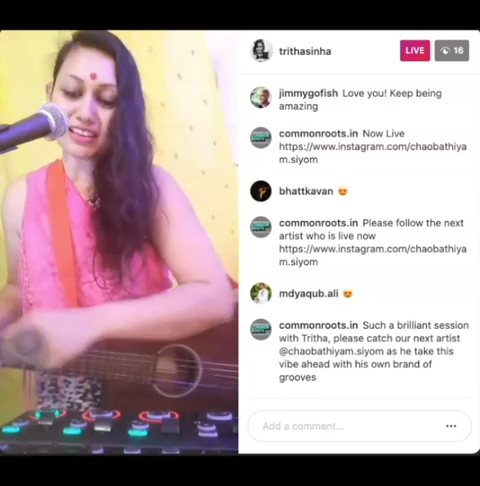 trithasinha
LIVE
16
jimmygofish Love you! Keep being
amazing
commonroots.in Now Live
https://www.instagram.com/chaobathiya
m.siyom
bhattkavan 😍
commonroots.in Please follow the next
artist who is live now
https://www.instagram.com/chaobathiya
m.siyom
mdyaqub.ali 😍
commonroots.in Such a brilliant session
with Tritha, please catch our next artist
@chaobathiyam.siyom as he take this
vibe ahead with his own brand of
grooves
Add a comment...